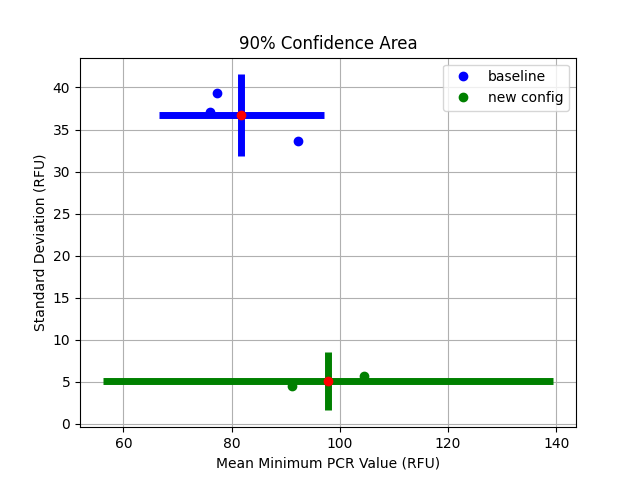 90% Confidence Area
baseline
new config
40
35
30
25
20
15
10
5
0
Standard Deviation (RFU)
60
80
100
120
140
Mean Minimum PCR Value (RFU)